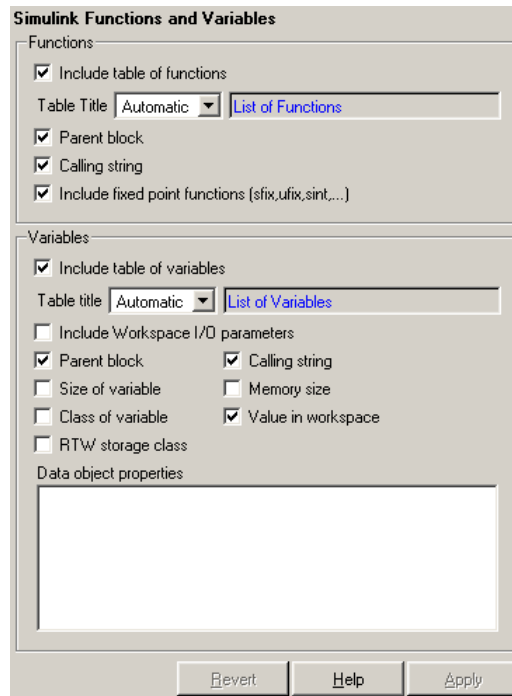 Simulink Functions and Variables
Functions
Include table of functions
Table Title Automatic List of Functions
Parent block
Calling string
Include fixed point functions (sfix,ufix,sint,...)
Variables
Include table of variables
Table title Automatic List of Variables
Include Workspace I/O parameters
Parent block Calling string
Size of variable Memory size
Class of variable Value in workspace
RTW storage class
Data object properties
Revert Help Apply